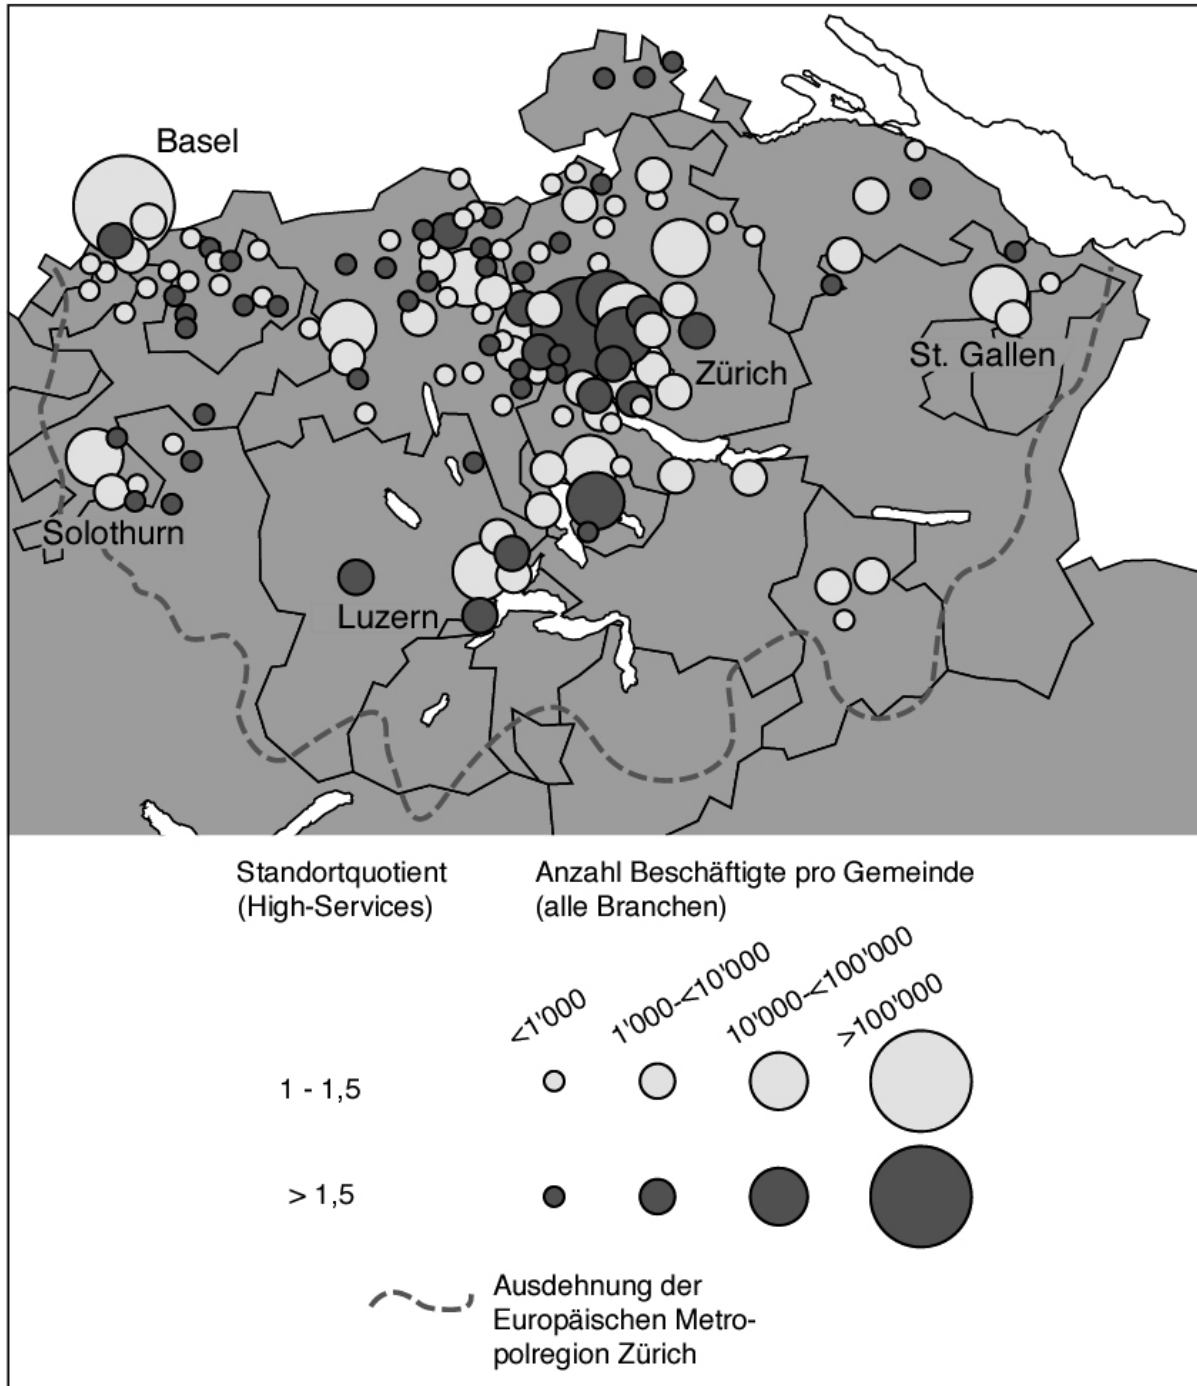 Basel
Zürich
St. Gallen
Solothurn
Luzern
Standortquotient
(High-Services)
Anzahl Beschäftigte pro Gemeinde
(alle Branchen)
<1'000
1'000-<10'000
10'000-<100'000
>100'000
1 - 1,5
> 1,5
Ausdehnung der
Europäischen Metro-
polregion Zürich